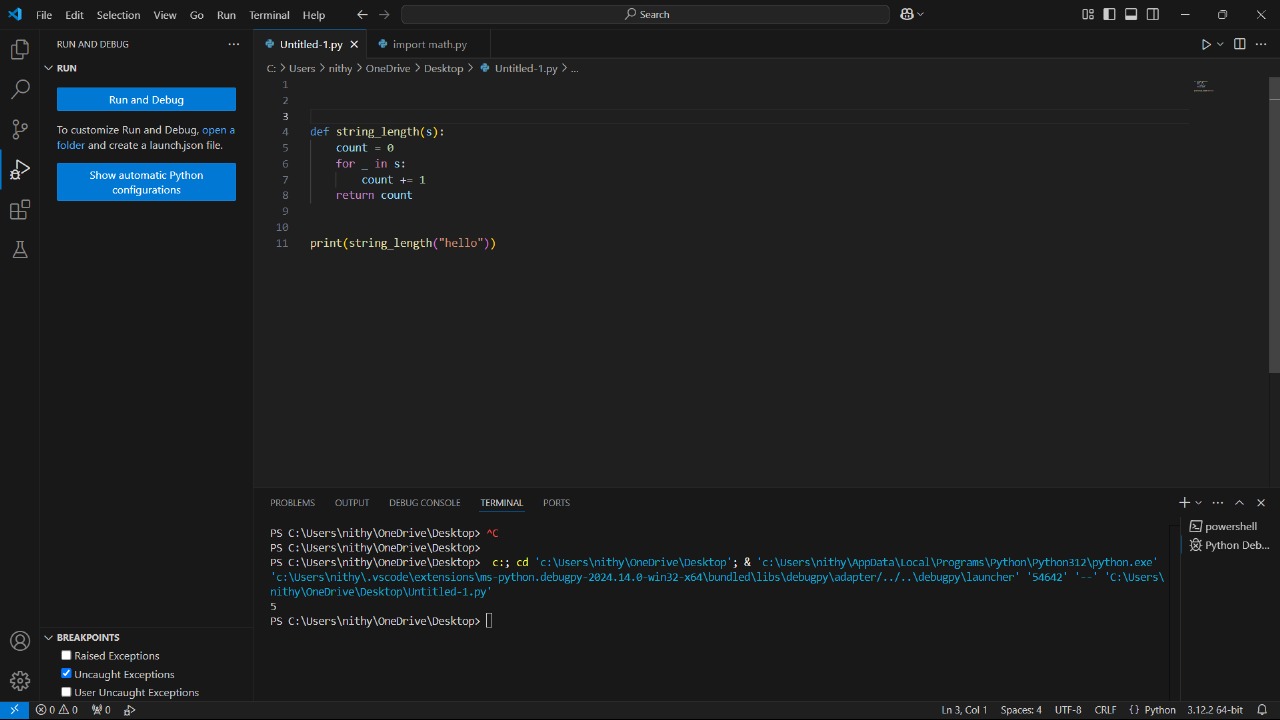 File Edit Selection View Go Run Terminal Help
Search
RUN AND DEBUG
RUN
Run and Debug
To customize Run and Debug, open a
folder and create a launch.json file.
Show automatic Python
configurations
Untitled-1.py
import math.py
C: > Users > nithy > OneDrive > Desktop > Untitled-1.py > ...
1
2
3
4 def string_length(s):
5     count = 0
6     for _ in s:
7         count += 1
8     return count
9
10
11 print(string_length("hello"))
PROBLEMS OUTPUT DEBUG CONSOLE TERMINAL PORTS
PS C:\Users\nithy\OneDrive\Desktop> ^C
PS C:\Users\nithy\OneDrive\Desktop>
PS C:\Users\nithy\OneDrive\Desktop>  c:; cd 'c:\Users\nithy\OneDrive\Desktop'; & 'c:\Users\nithy\AppData\Local\Programs\Python\Python312\python.exe'
'c:\Users\nithy\.vscode\extensions\ms-python.debugpy-2024.14.0-win32-x64\bundled\libs\debugpy\adapter/../..\debugpy\launcher' '54642' '--' 'C:\Users\
nithy\OneDrive\Desktop\Untitled-1.py'
5
PS C:\Users\nithy\OneDrive\Desktop>
powershell
Python Deb...
BREAKPOINTS
Raised Exceptions
Uncaught Exceptions
User Uncaught Exceptions
0 0 0
Ln 3, Col 1 Spaces: 4 UTF-8 CRLF {} Python 3.12.2 64-bit